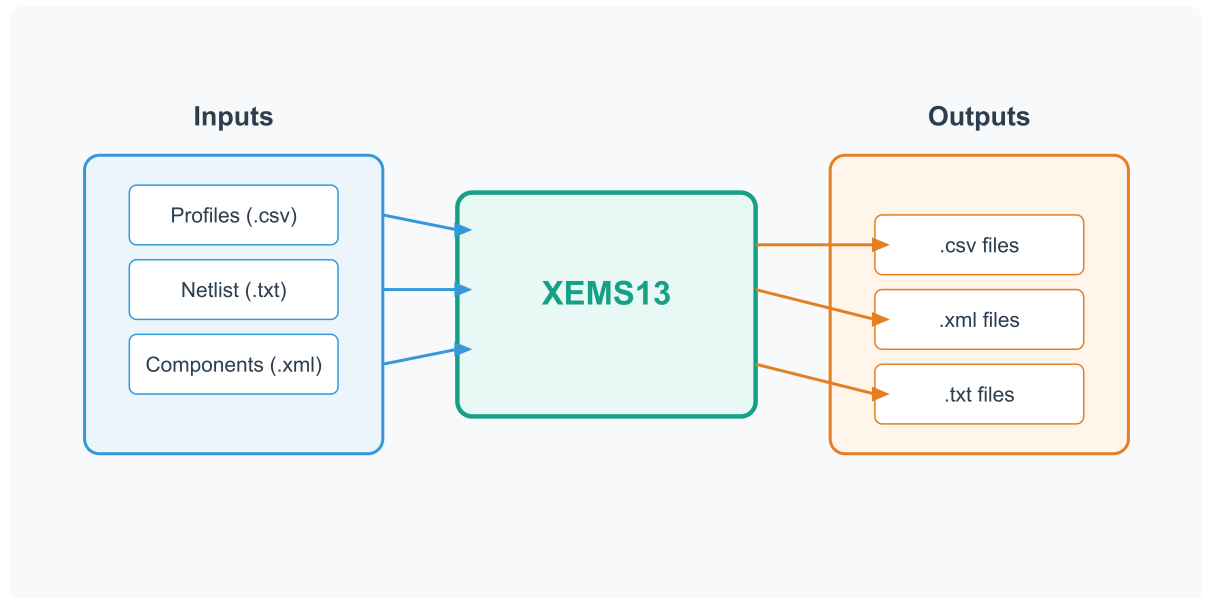 Inputs
Profiles (.csv)
Netlist (.txt)
Components (.xml)
XEMS13
Outputs
.csv files
.xml files
.txt files